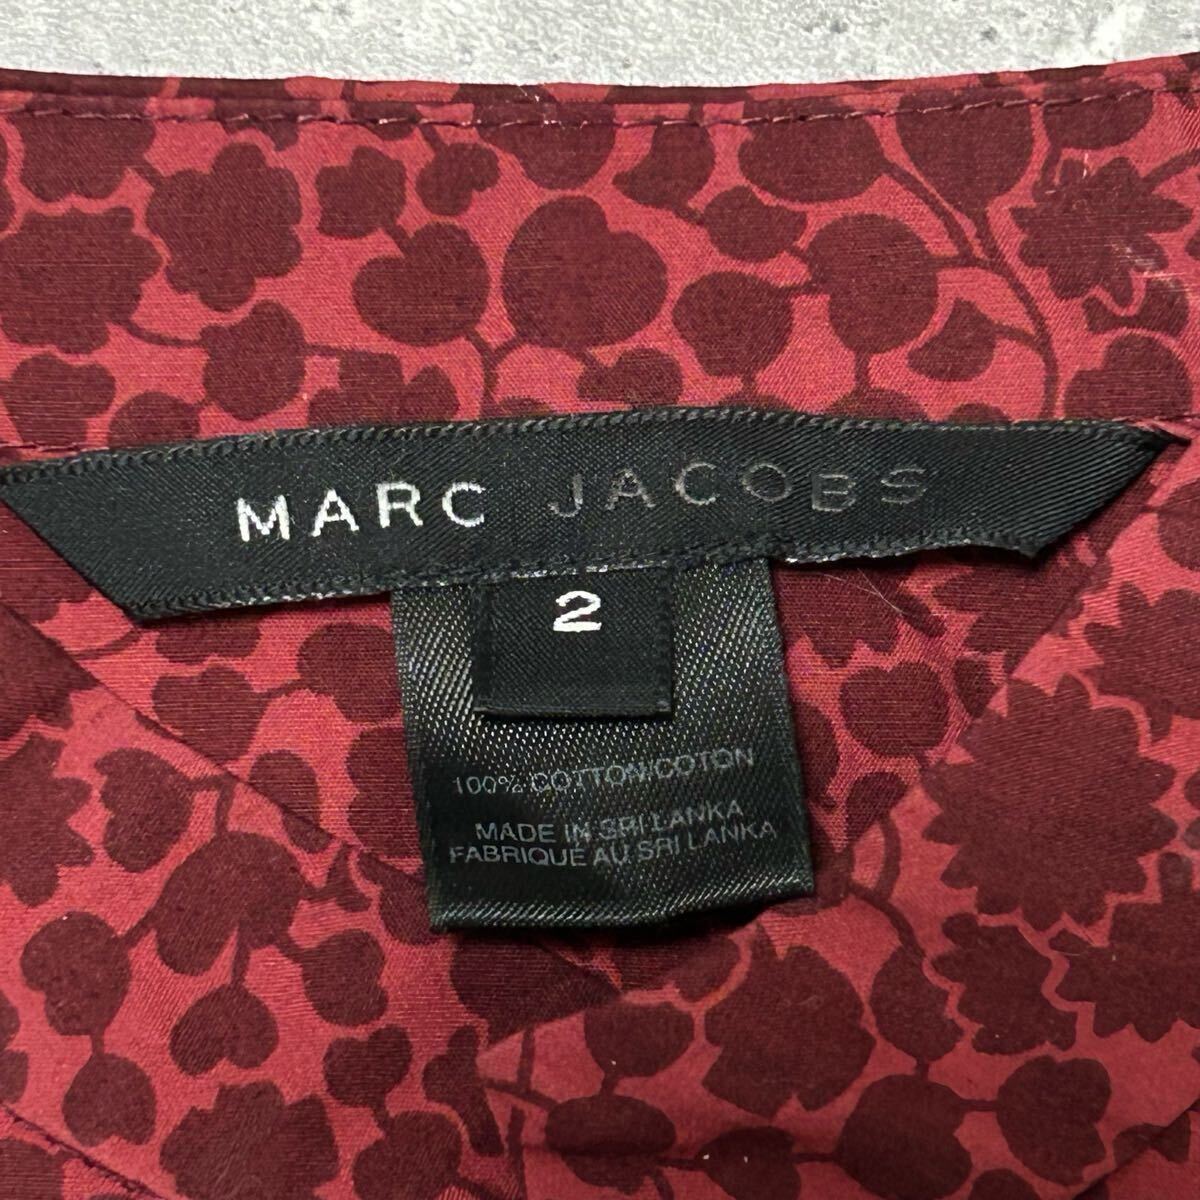 MARC JACOBS
2
100% COTTON/COTON
MADE IN SRI LANKA
FABRIQUÉ AU SRI LANKA